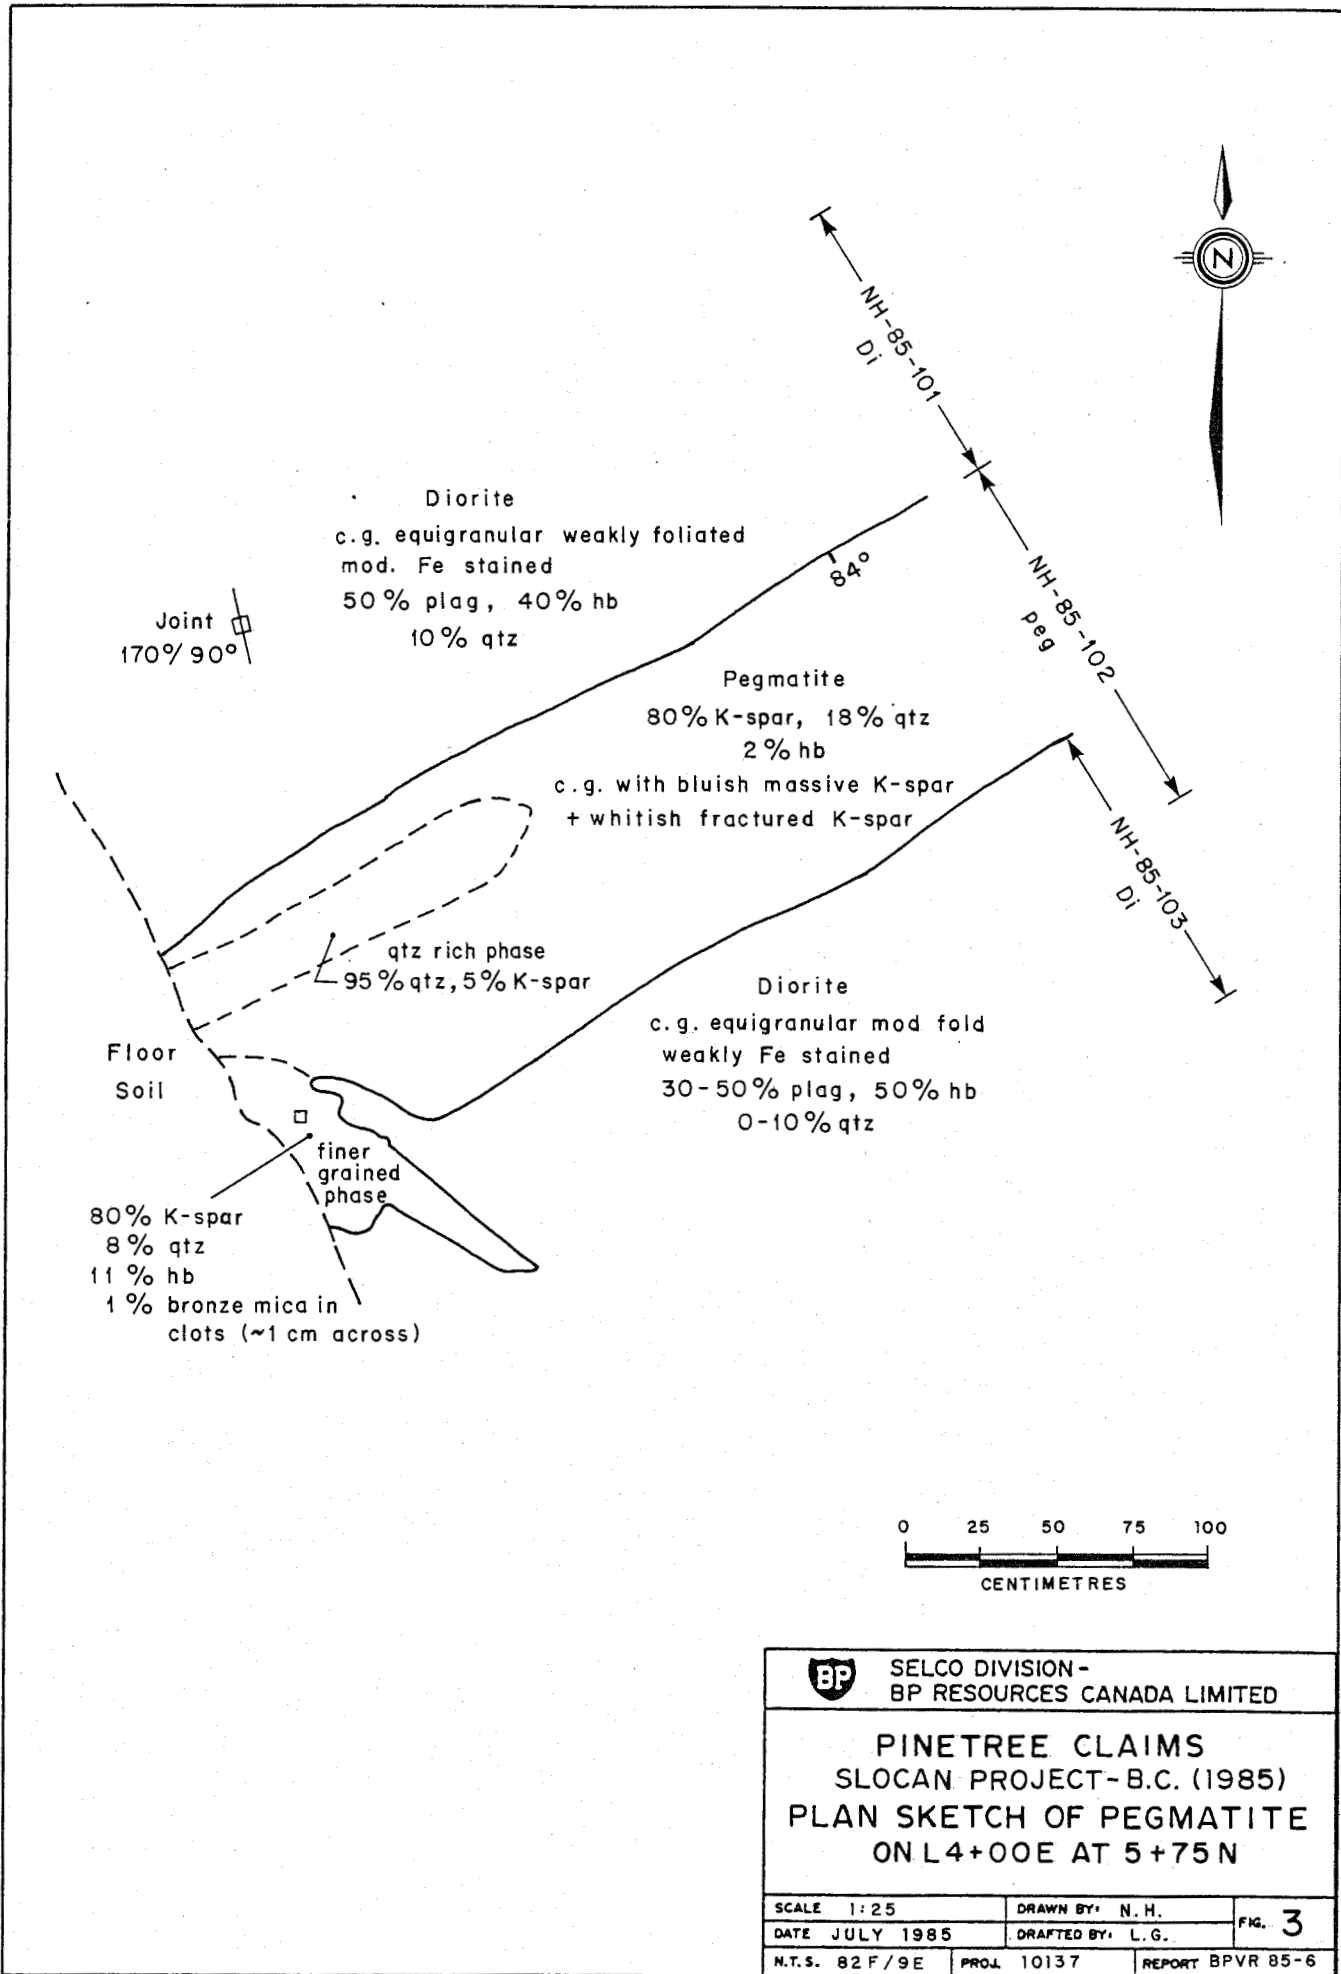 N
NH-85-101
Di
Diorite
c.g. equigranular weakly foliated
mod. Fe stained
50% plag, 40% hb
10% qtz
84°
NH-85-102
peg
Joint
170°/90°
Pegmatite
80% K-spar, 18% qtz
2% hb
c.g. with bluish massive K-spar
+ whitish fractured K-spar
NH-85-103
Di
qtz rich phase
95% qtz, 5% K-spar
Diorite
c.g. equigranular mod fold
weakly Fe stained
30-50% plag, 50% hb
0-10% qtz
Floor
Soil
finer
grained
phase
80% K-spar
8% qtz
11% hb
1% bronze mica in
clots (~1 cm across)
0 25 50 75 100
CENTIMETRES
BP
SELCO DIVISION-
BP RESOURCES CANADA LIMITED
PINETREE CLAIMS
SLOCAN PROJECT-B.C. (1985)
PLAN SKETCH OF PEGMATITE
ON L4+00E AT 5+75N
SCALE 1:25
DRAWN BY: N.H.
FIG. 3
DATE JULY 1985
DRAFTED BY: L.G.
N.T.S. 82F/9E
PROJ. 10137
REPORT BPVR 85-6